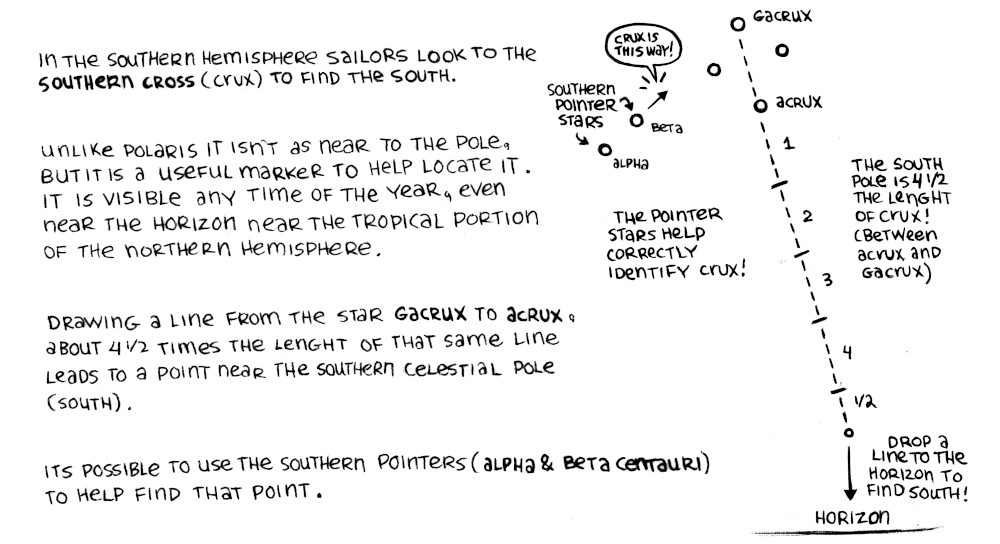 IN THE SOUTHERN HEMISPHERE SAILORS LOOK TO THE
SOUTHERN CROSS (CRUX) TO FIND THE SOUTH.
UNLIKE POLARIS IT ISN'T AS NEAR TO THE POLE,
BUT IT IS A USEFUL MARKER TO HELP LOCATE IT.
IT IS VISIBLE ANY TIME OF THE YEAR, EVEN
NEAR THE HORIZON NEAR THE TROPICAL PORTION
OF THE NORTHERN HEMISPHERE.
DRAWING A LINE FROM THE STAR GACRUX TO ACRUX,
ABOUT 4 1/2 TIMES THE LENGHT OF THAT SAME LINE
LEADS TO A POINT NEAR THE SOUTHERN CELESTIAL POLE
(SOUTH).
ITS POSSIBLE TO USE THE SOUTHERN POINTERS (ALPHA & BETA CENTAURI)
TO HELP FIND THAT POINT.
GACRUX
CRUX IS
THIS WAY!
SOUTHERN
POINTER
STARS
BETA
ALPHA
ACRUX
THE POINTER
STARS HELP
CORRECTLY
IDENTIFY CRUX!
1
2
3
4
1/2
THE SOUTH
POLE IS 4 1/2
THE LENGHT
OF CRUX!
(BETWEEN
ACRUX AND
GACRUX)
DROP A
LINE TO THE
HORIZON TO
FIND SOUTH!
HORIZON